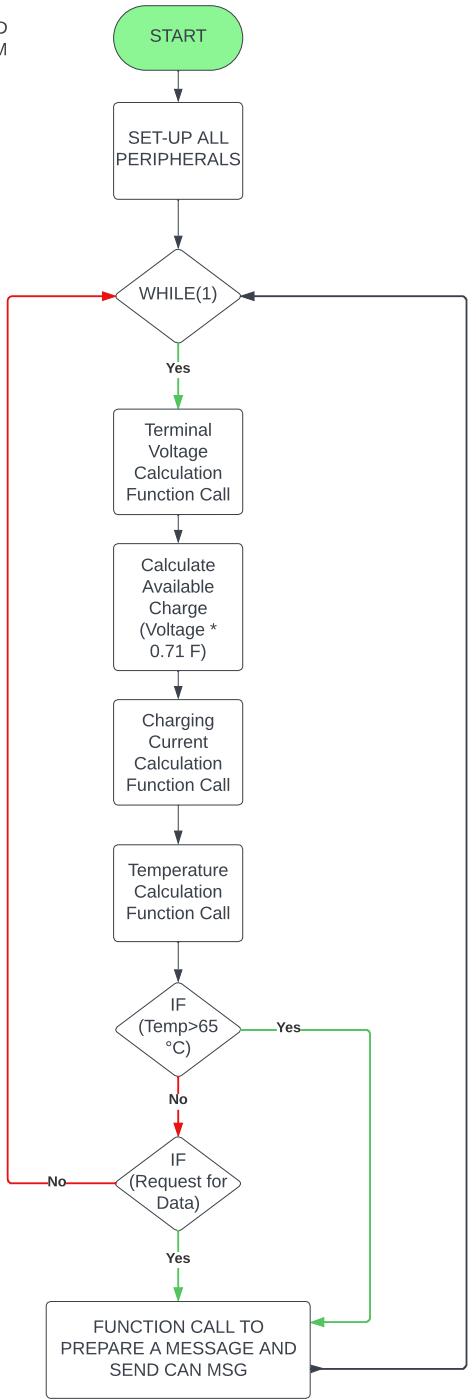 D
M
START
SET-UP ALL
PERIPHERALS
WHILE(1)
Yes
Terminal
Voltage
Calculation
Function Call
Calculate
Available
Charge
(Voltage *
0.71 F)
Charging
Current
Calculation
Function Call
Temperature
Calculation
Function Call
IF
(Temp>65
°C)
Yes
No
IF
(Request for
Data)
No
Yes
FUNCTION CALL TO
PREPARE A MESSAGE AND
SEND CAN MSG